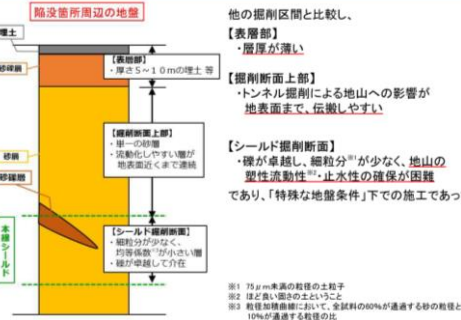 陥没箇所周辺の地盤
埋土
砂礫層
【表層部】
・厚さ5～10mの埋土 等
【掘削断面上部】
・単一の砂層
・流動化しやすい層が
地表面近くまで連続
砂層
砂礫層
本線シールド
【シールド掘削断面】
・細粒分が少なく、
均等係数※3が小さい層
・礫が卓越して介在
他の掘削区間と比較し、
【表層部】
・層厚が薄い
【掘削断面上部】
・トンネル掘削による地山への影響が
地表面まで、伝搬しやすい
【シールド掘削断面】
・礫が卓越し、細粒分※1が少なく、地山の
塑性流動性※2・止水性の確保が困難
であり、「特殊な地盤条件」下での施工であっ
※1 75μm未満の粒径の土粒子
※2 ほど良い固さの土ということ
※3 粒径加積曲線において、全試料の60%が通過する砂の粒径と
10%が通過する粒径の比